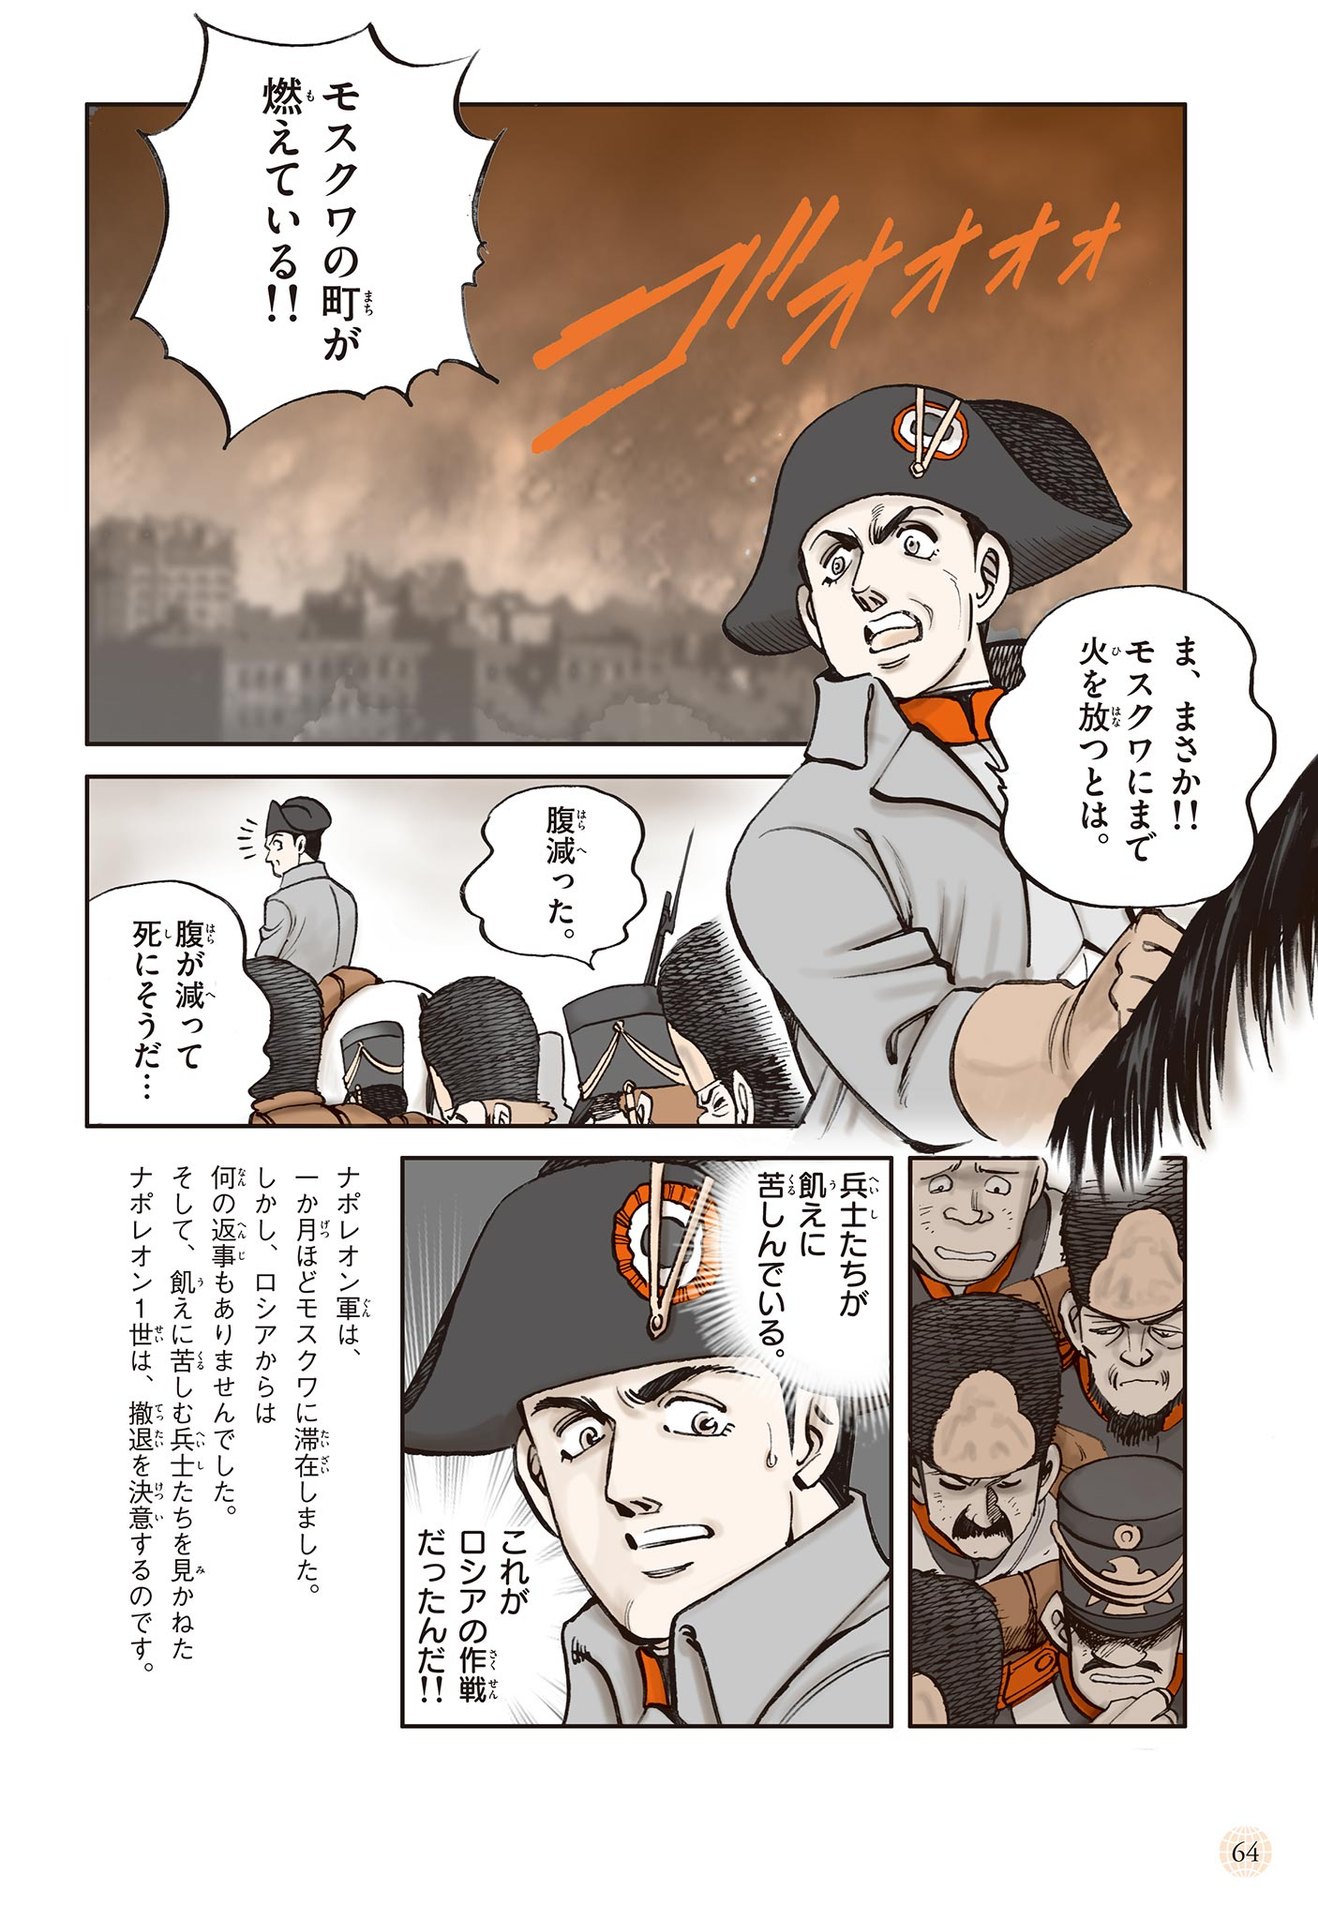 ま、まさか!!
モスクワにまで
火を放つとは。
ゴオオオオ
モスクワの町が
燃えている!!
腹減った。
腹が減って
死にそうだ…
兵士たちが
飢えに
苦しんでいる。
これが
ロシアの作戦
だったんだ!!
ナポレオン軍は、
一か月ほどモスクワに滞在しました。
しかし、ロシアからは
何の返事もありませんでした。
そして、飢えに苦しむ兵士たちを見かねた
ナポレオン1世は、撤退を決意するのです。
64